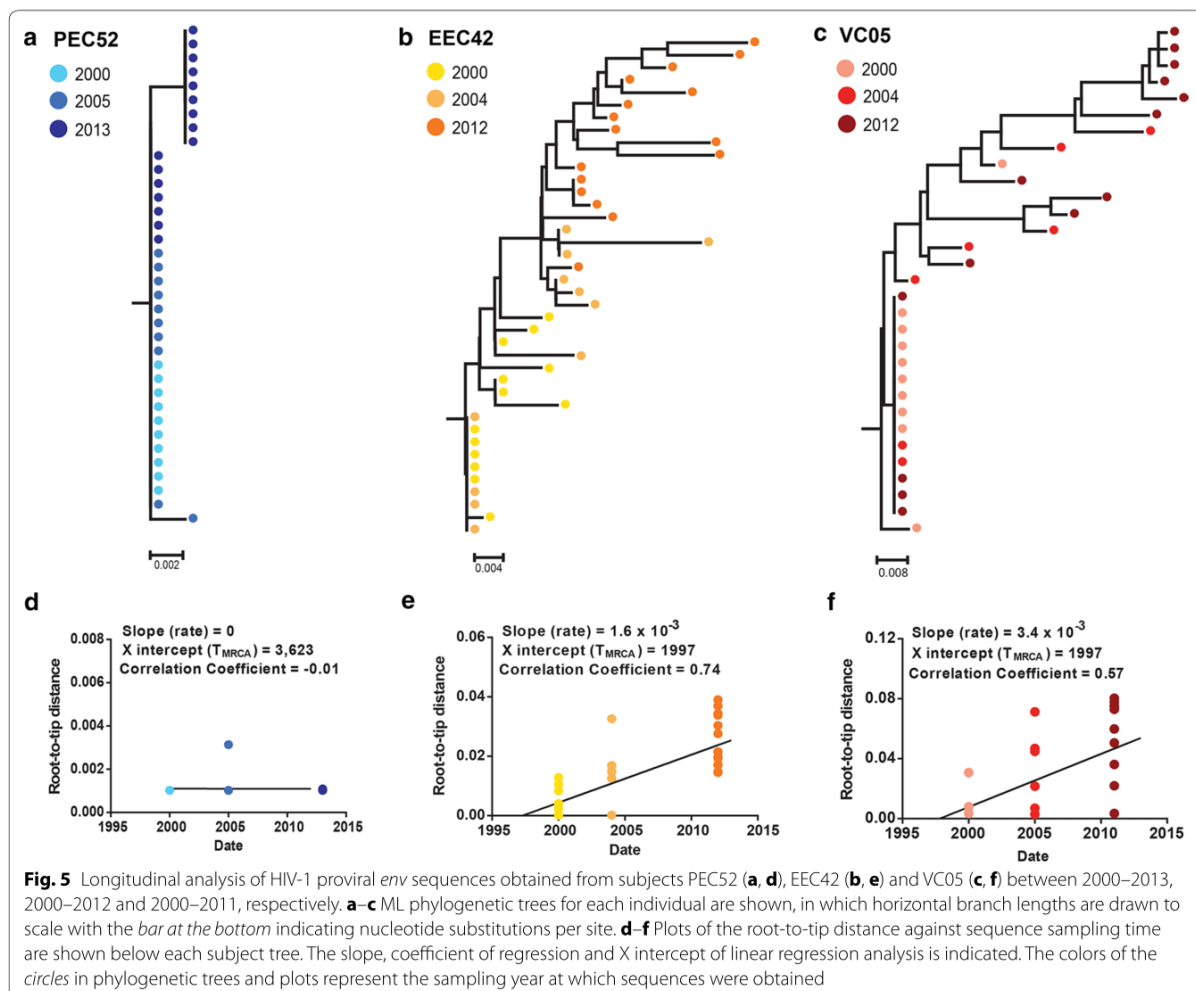 a PEC52
2000
2005
2013
0.002
b EEC42
2000
2004
2012
0.004
c VC05
2000
2004
2012
0.008
d
Slope (rate) = 0
X intercept (TMRCA) = 3,623
Correlation Coefficient = -0.01
Root-to-tip distance
0.008
0.006
0.004
0.002
0.000
1995 2000 2005 2010 2015
Date
e
Slope (rate) = 1.6 x 10-3
X intercept (TMRCA) = 1997
Correlation Coefficient = 0.74
Root-to-tip distance
0.06
0.04
0.02
0.00
1995 2000 2005 2010 2015
Date
f
Slope (rate) = 3.4 x 10-3
X intercept (TMRCA) = 1997
Correlation Coefficient = 0.57
Root-to-tip distance
0.12
0.08
0.04
0.00
1995 2000 2005 2010 2015
Date
Fig. 5 Longitudinal analysis of HIV-1 proviral env sequences obtained from subjects PEC52 (a, d), EEC42 (b, e) and VC05 (c, f) between 2000–2013,
2000–2012 and 2000–2011, respectively. a–c ML phylogenetic trees for each individual are shown, in which horizontal branch lengths are drawn to
scale with the bar at the bottom indicating nucleotide substitutions per site. d–f Plots of the root-to-tip distance against sequence sampling time
are shown below each subject tree. The slope, coefficient of regression and X intercept of linear regression analysis is indicated. The colors of the
circles in phylogenetic trees and plots represent the sampling year at which sequences were obtained